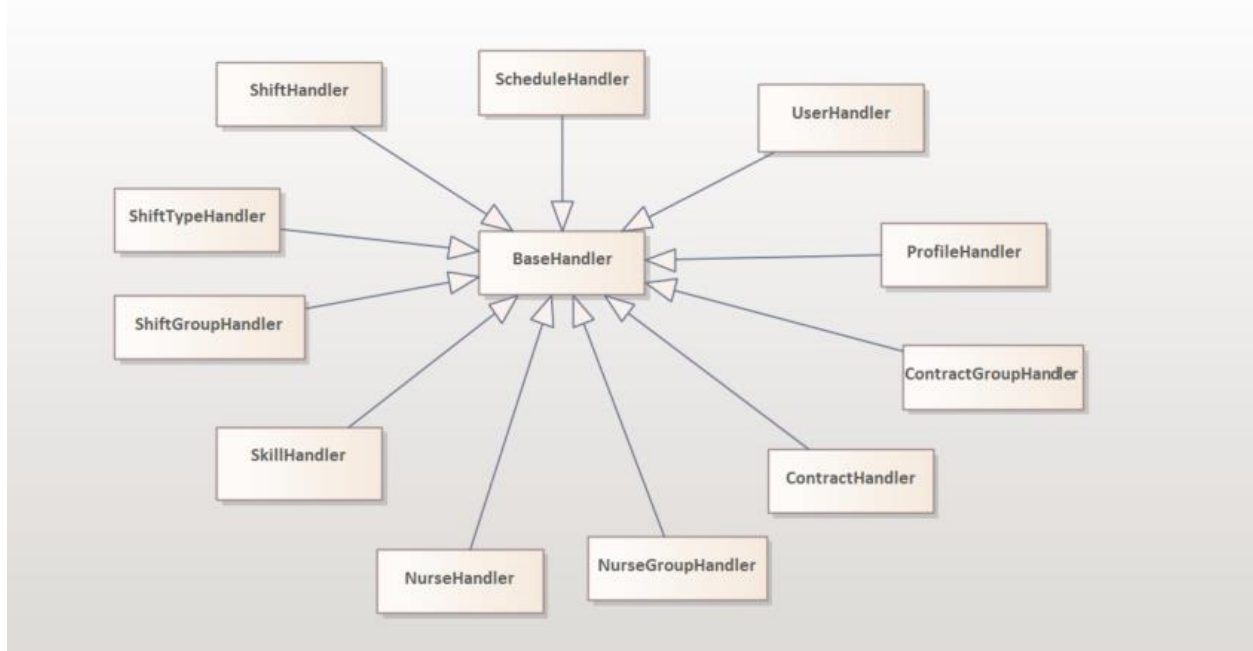 ScheduleHandler
ShiftHandler
UserHandler
ShiftTypeHandler
BaseHandler
ProfileHandler
ShiftGroupHandler
ContractGroupHandler
SkillHandler
ContractHandler
NurseHandler
NurseGroupHandler